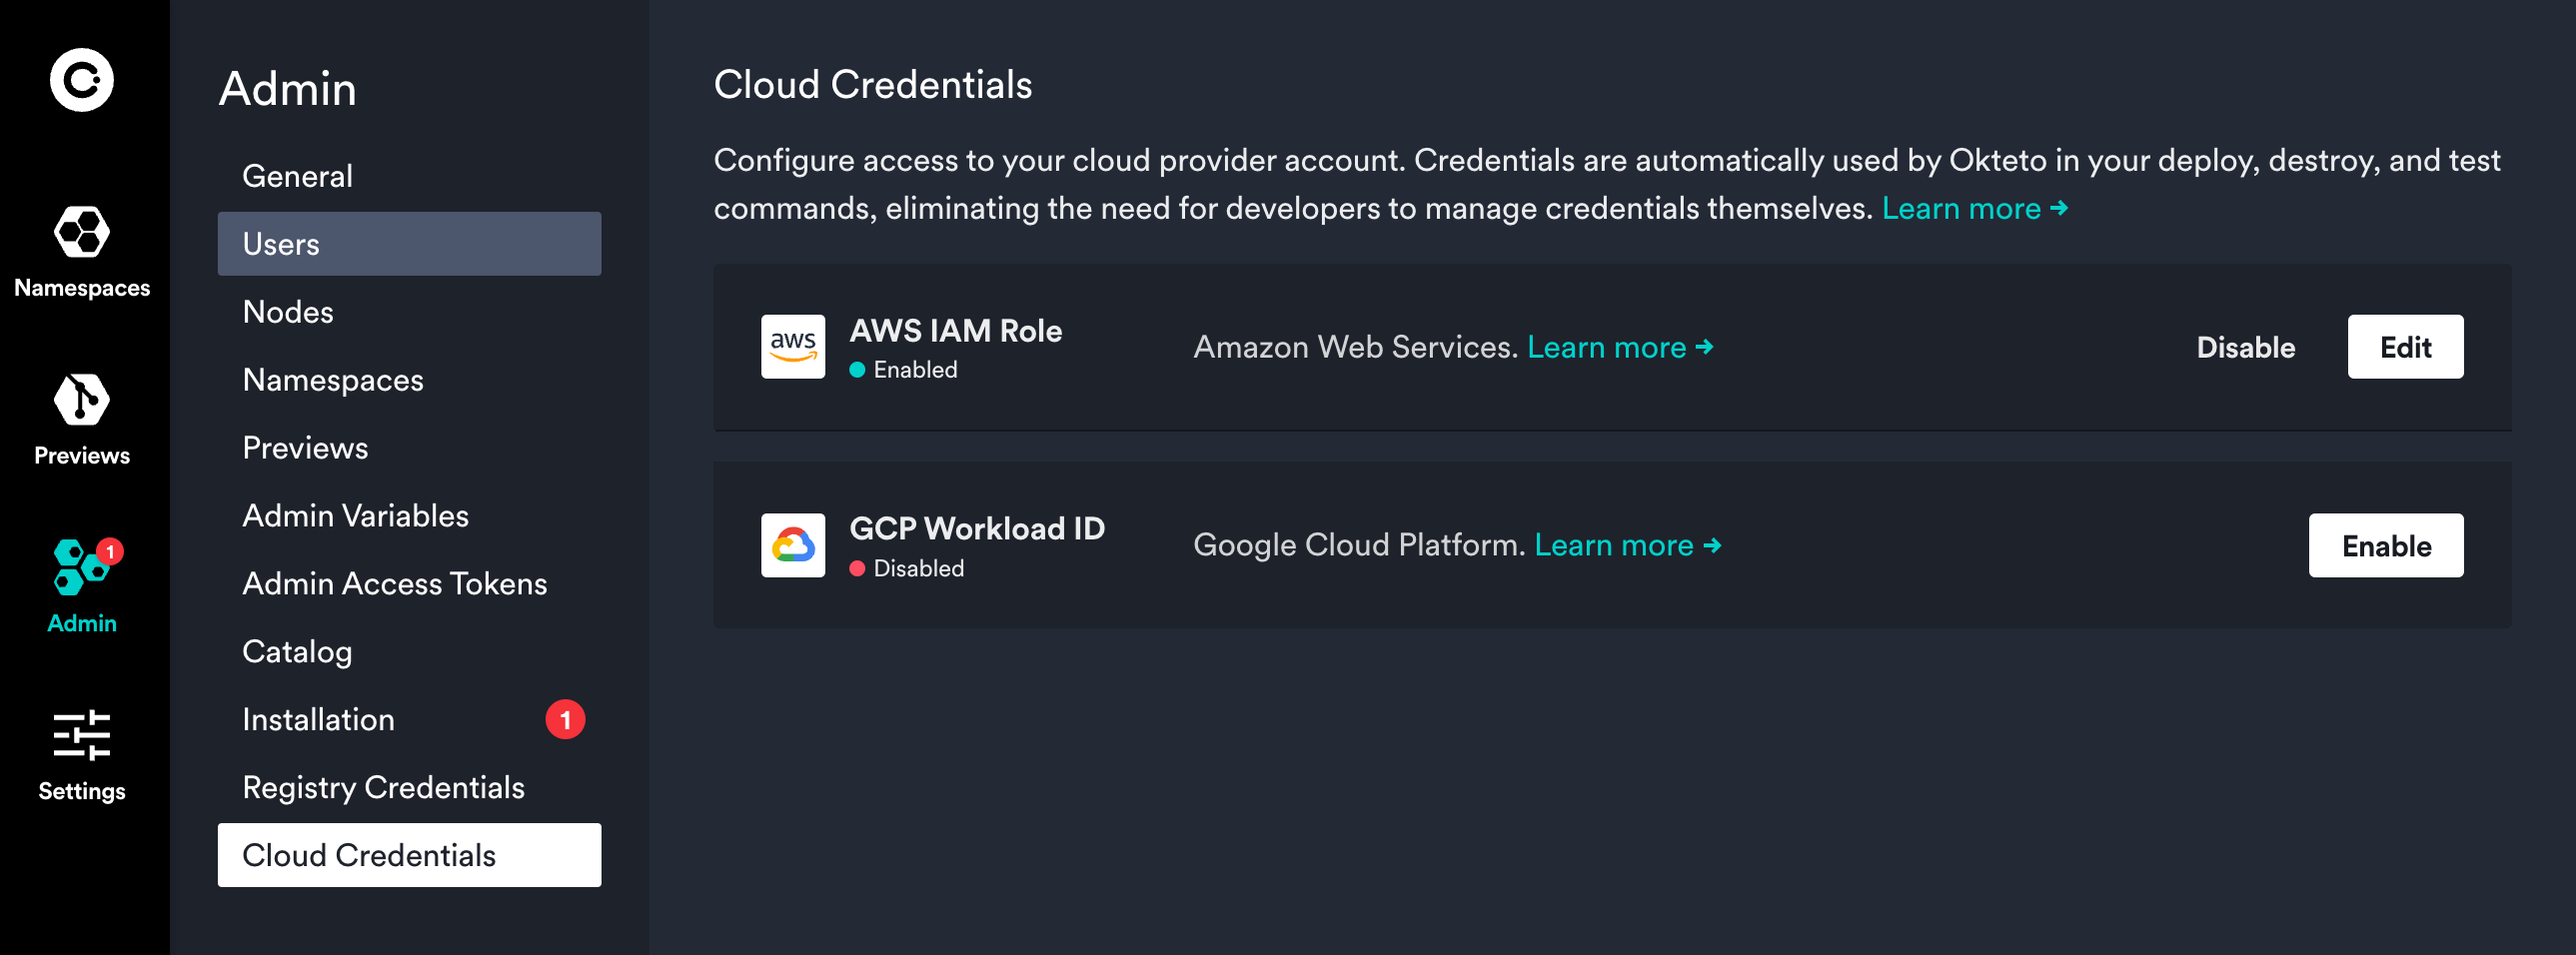 Namespaces
Previews
1
Admin
Settings
Admin
General
Users
Nodes
Namespaces
Previews
Admin Variables
Admin Access Tokens
Catalog
Installation 1
Registry Credentials
Cloud Credentials
Cloud Credentials
Configure access to your cloud provider account. Credentials are automatically used by Okteto in your deploy, destroy, and test
commands, eliminating the need for developers to manage credentials themselves. Learn more →
aws
AWS IAM Role
Enabled
Amazon Web Services. Learn more →
Disable
Edit
GCP Workload ID
Disabled
Google Cloud Platform. Learn more →
Enable